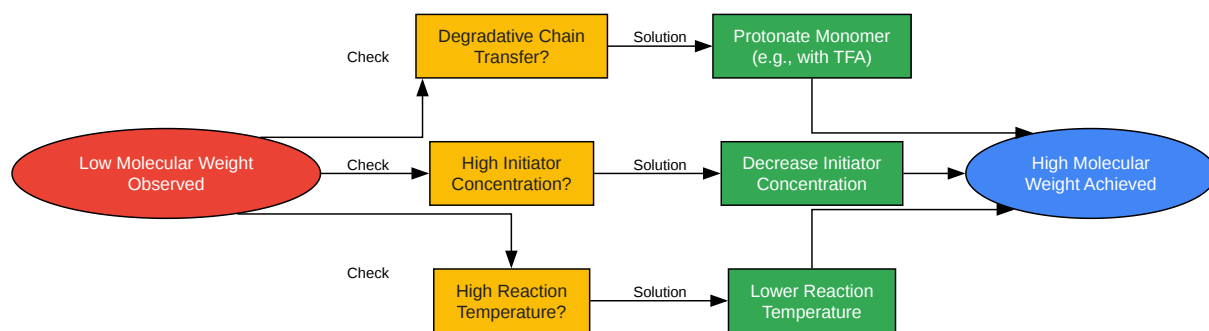 Degradative Chain
Transfer?
Solution
Protonate Monomer
(e.g., with TFA)
Check
Low Molecular Weight
Observed
Check
High Initiator
Concentration?
Solution
Decrease Initiator
Concentration
High Molecular
Weight Achieved
Check
High Reaction
Temperature?
Solution
Lower Reaction
Temperature